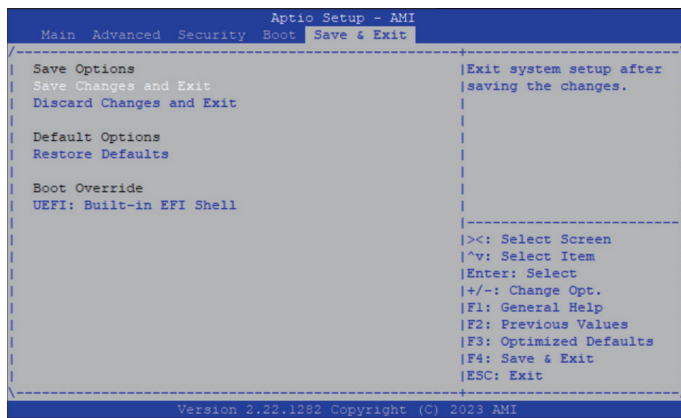 Aptio Setup - AMI
Main Advanced Security Boot Save & Exit
Save Options
Save Changes and Exit
Discard Changes and Exit
Default Options
Restore Defaults
Boot Override
UEFI: Built-in EFI Shell
Exit system setup after
saving the changes.
><: Select Screen
^v: Select Item
Enter: Select
+/-: Change Opt.
F1: General Help
F2: Previous Values
F3: Optimized Defaults
F4: Save & Exit
ESC: Exit
Version 2.22.1282 Copyright (C) 2023 AMI